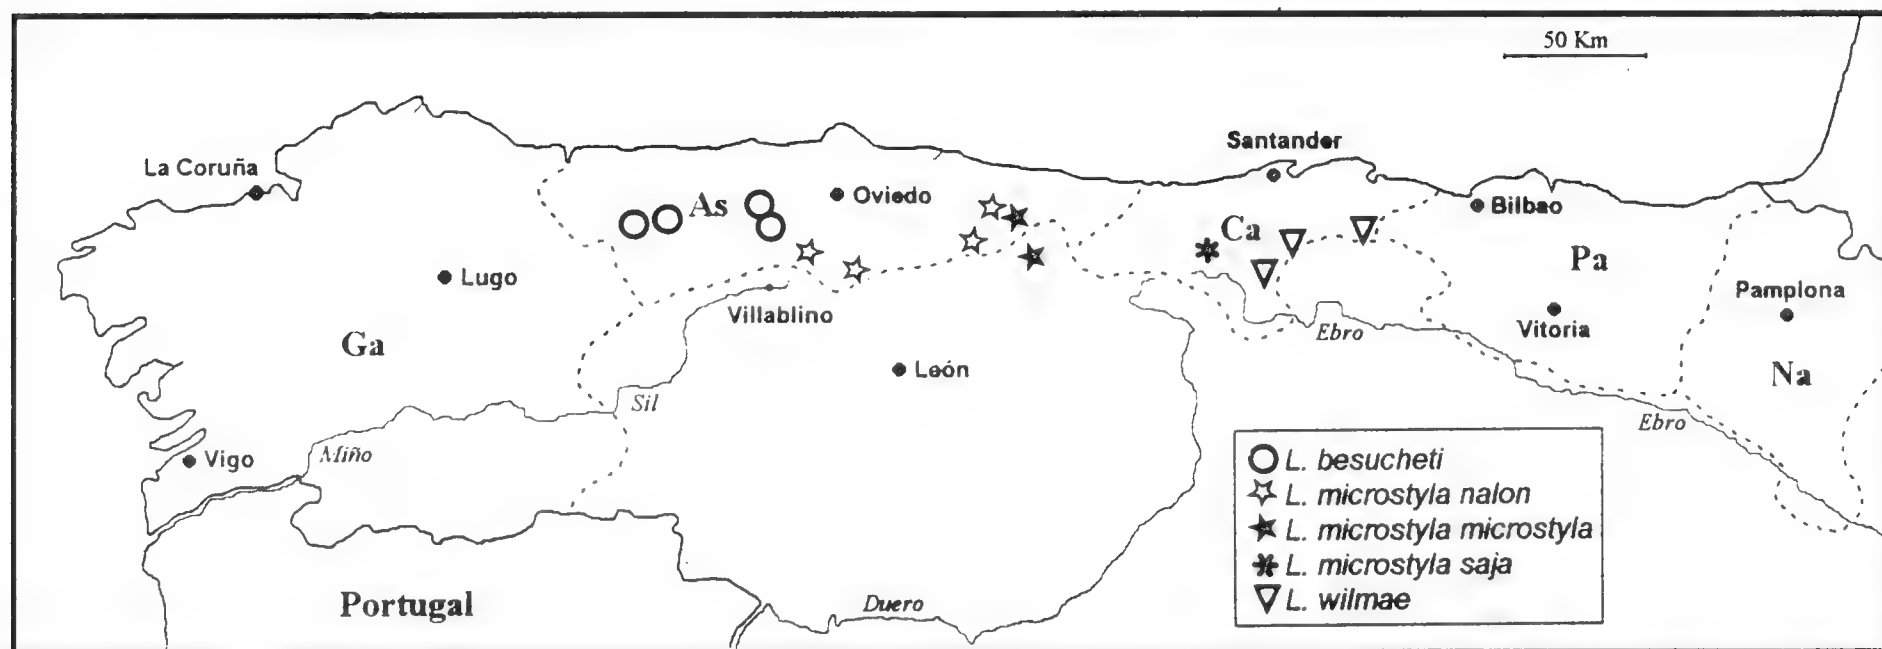 50 Km
Santander
La Coruña
As
Oviedo
Bilbao
Ca
Pa
Lugo
Pamplona
Villablino
Vitoria
Ebro
Ga
León
Na
Sil
Ebro
Vigo
Miño
L. besucheti
L. microstyla nalon
L. microstyla microstyla
L. microstyla saja
L. wilmae
Portugal
Duero